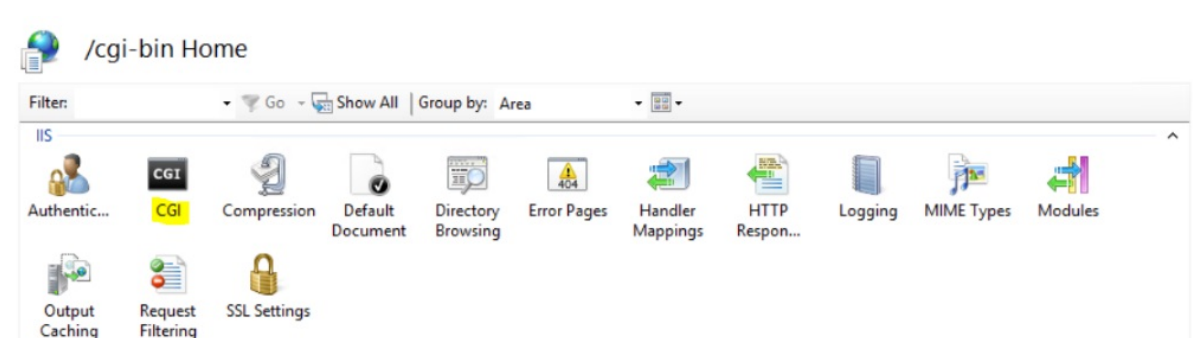 /cgi-bin Home
Filter: Go Show All Group by: Area
IIS
CGI
404
Authentic... CGI Compression Default Document Directory Browsing Error Pages Handler Mappings HTTP Respon... Logging MIME Types Modules
Output Caching Request Filtering SSL Settings